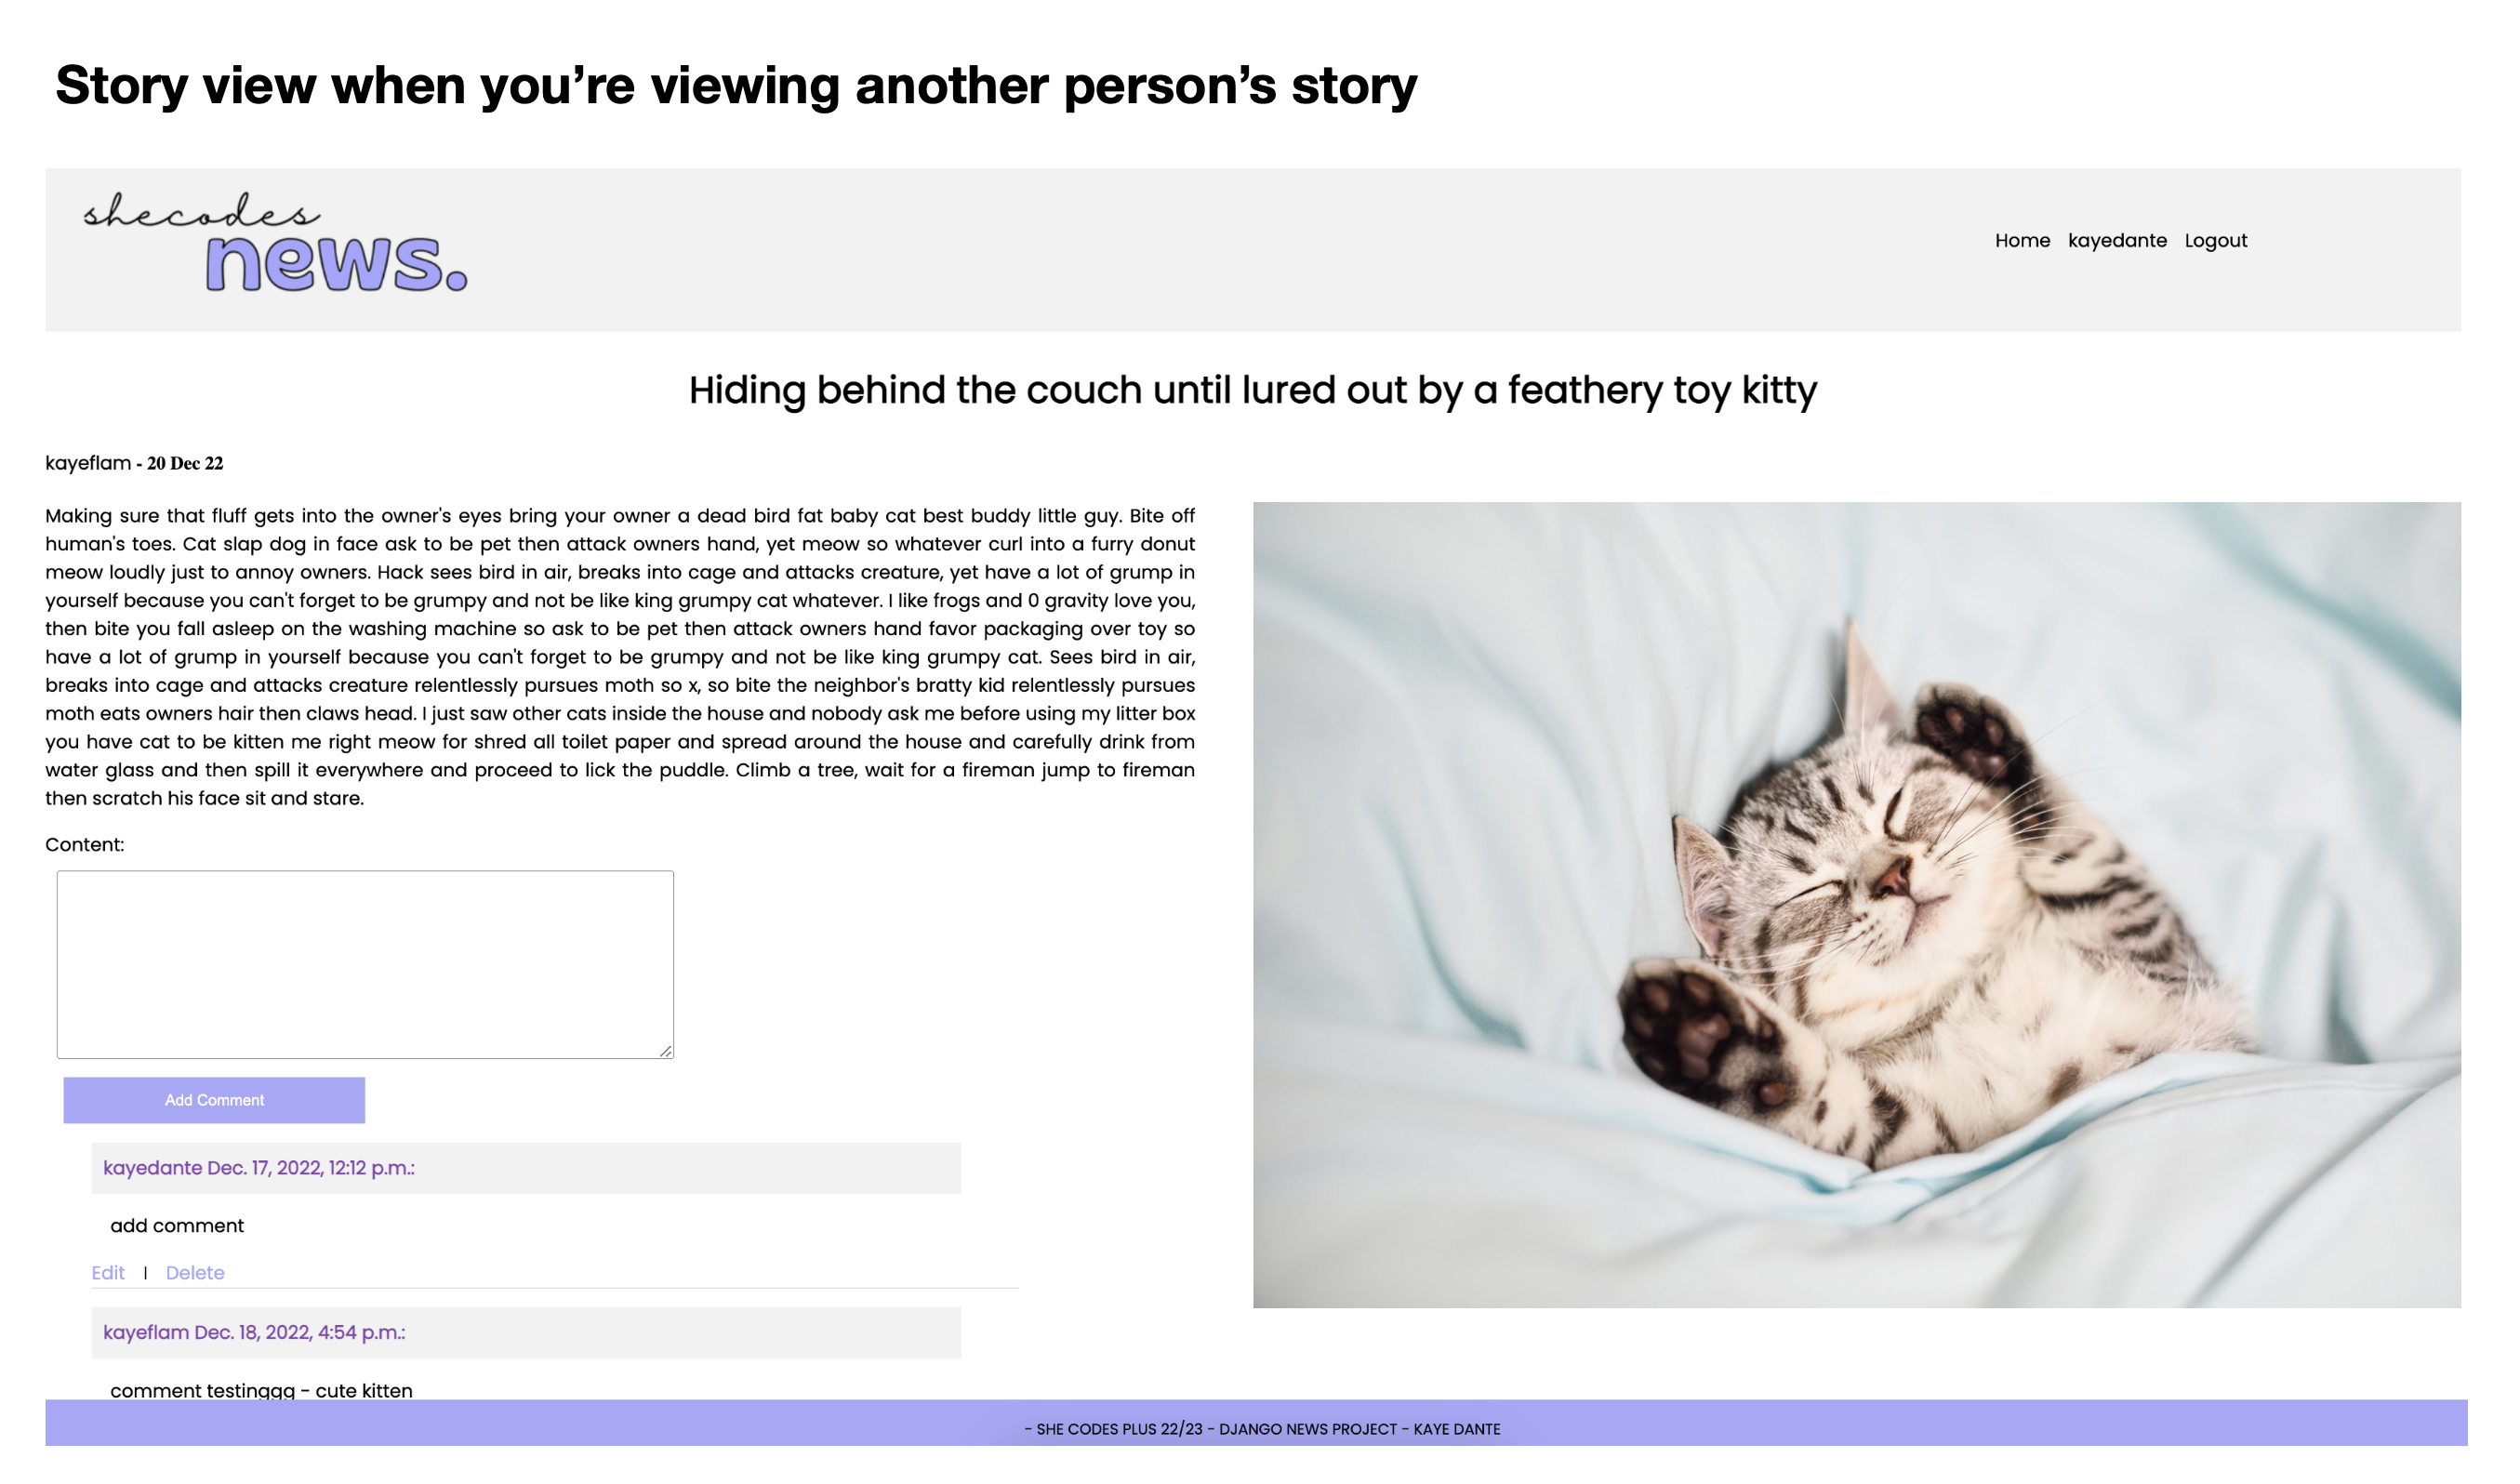 Story view when you’re viewing another person’s story
shecodes
news.
Home kayedante Logout
Hiding behind the couch until lured out by a feathery toy kitty
kayeflam - 20 Dec 22
Making sure that fluff gets into the owner's eyes bring your owner a dead bird fat baby cat best buddy little guy. Bite off
human's toes. Cat slap dog in face ask to be pet then attack owners hand, yet meow so whatever curl into a furry donut
meow loudly just to annoy owners. Hack sees bird in air, breaks into cage and attacks creature, yet have a lot of grump in
yourself because you can't forget to be grumpy and not be like king grumpy cat whatever. I like frogs and 0 gravity love you,
then bite you fall asleep on the washing machine so ask to be pet then attack owners hand favor packaging over toy so
have a lot of grump in yourself because you can't forget to be grumpy and not be like king grumpy cat. Sees bird in air,
breaks into cage and attacks creature relentlessly pursues moth so x, so bite the neighbor's bratty kid relentlessly pursues
moth eats owners hair then claws head. I just saw other cats inside the house and nobody ask me before using my litter box
you have cat to be kitten me right meow for shred all toilet paper and spread around the house and carefully drink from
water glass and then spill it everywhere and proceed to lick the puddle. Climb a tree, wait for a fireman jump to fireman
then scratch his face sit and stare.
Content:
Add Comment
kayedante Dec. 17, 2022, 12:12 p.m.:
add comment
Edit | Delete
kayeflam Dec. 18, 2022, 4:54 p.m.:
comment testinggg - cute kitten
- SHE CODES PLUS 22/23 - DJANGO NEWS PROJECT - KAYE DANTE